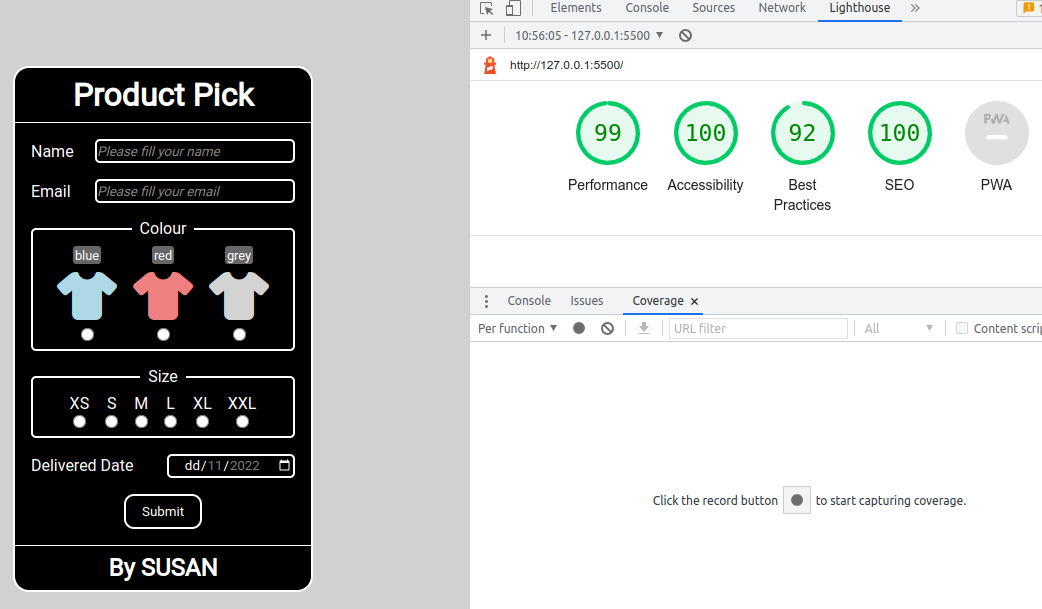 Product Pick
Name Please fill your name
Email Please fill your email
Colour
blue red grey
Size
XS S M L XL XXL
Delivered Date dd/11/2022
Submit
By SUSAN
Elements Console Sources Network Lighthouse » 1
+ 10:56:05 - 127.0.0.1:5500 ▼
http://127.0.0.1:5500/
99 100 92 100 PWA
Performance Accessibility Best Practices SEO PWA
Console Issues Coverage ×
Per function ▼ URL filter All ▼ Content scri
Click the record button to start capturing coverage.